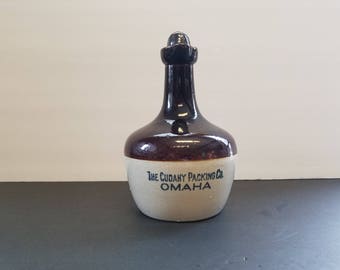 THE CUDAHY PACKING CO.
OMAHA